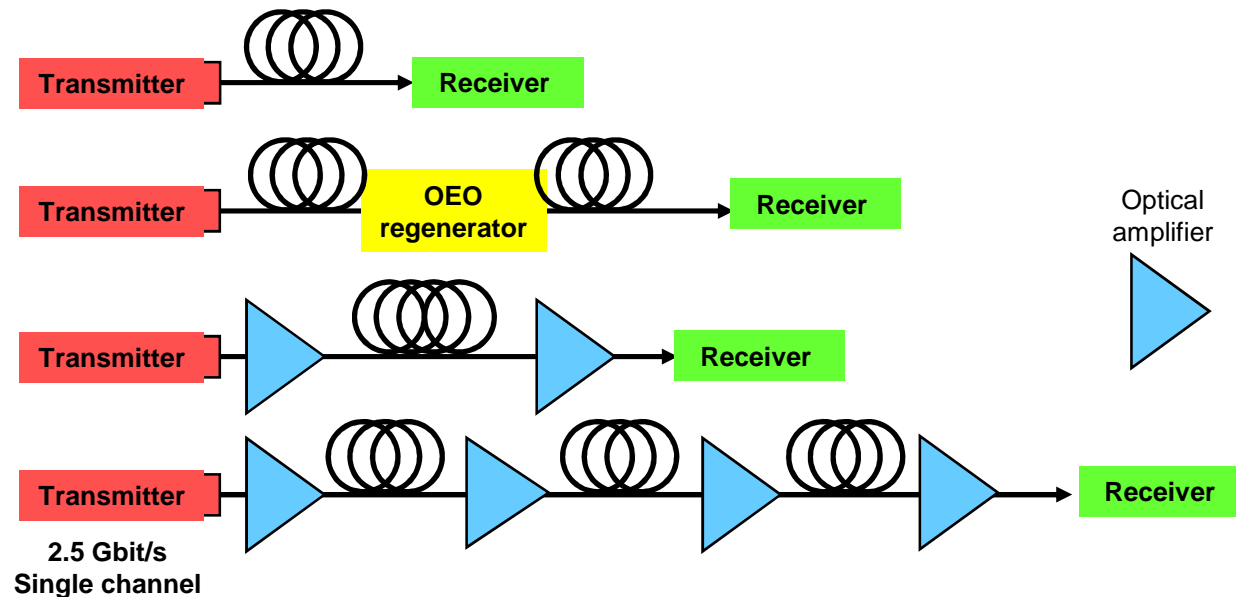 Transmitter
Receiver
Transmitter
OEO
regenerator
Receiver
Optical
amplifier
Transmitter
Receiver
Transmitter
Receiver
2.5 Gbit/s
Single channel